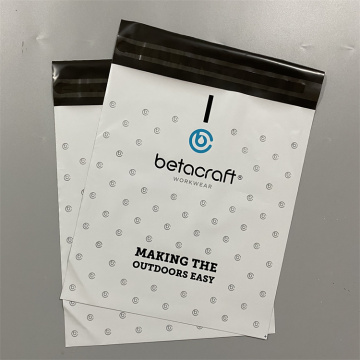 betacraft®
WORKWEAR
MAKING THE
OUTDOORS EASY